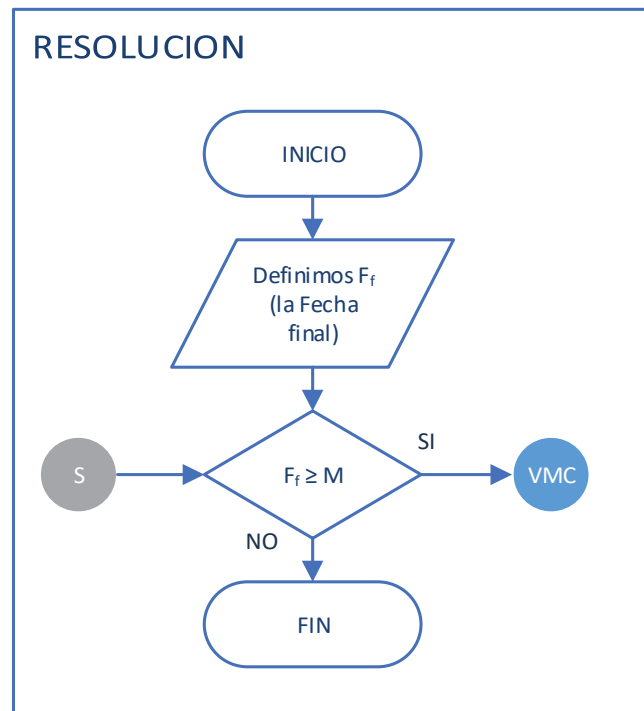 RESOLUCION
INICIO
Definimos Ff
(la Fecha
final)
SI
S
Ff ≥ M
VMC
NO
FIN